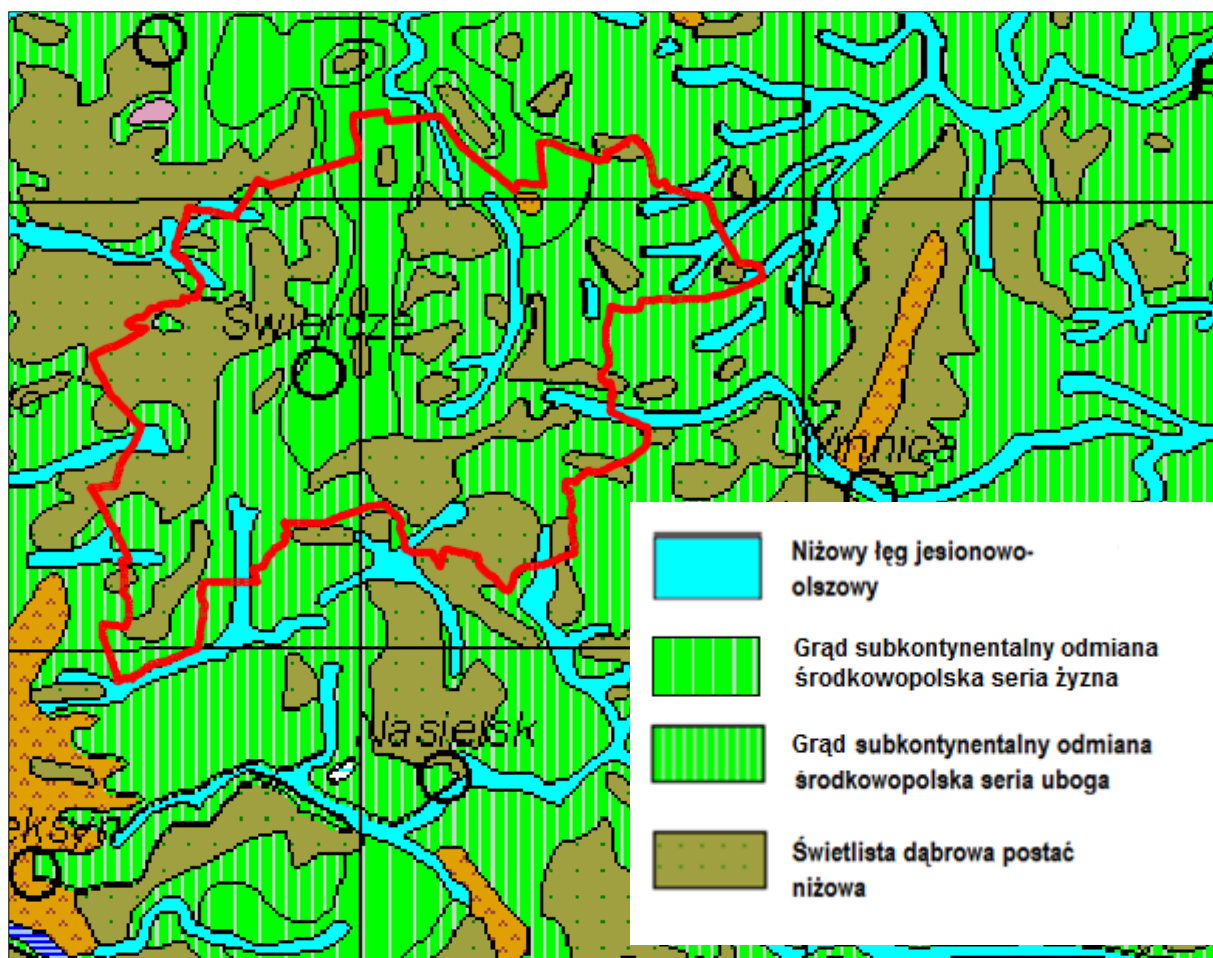 Świercze
Winnica
Nasielsk
Niżowy łęg jesionowo-
olszowy
Grąd subkontynentalny odmiana
środkowopolska seria żyzna
Grąd subkontynentalny odmiana
środkowopolska seria uboga
Świetlista dąbrowa postać
niżowa